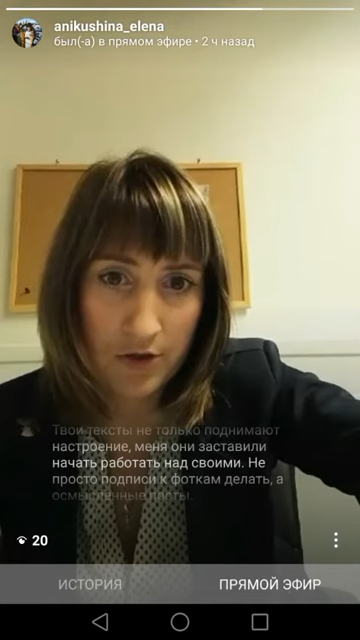 anikushina_elena
был(-а) в прямом эфире • 2 ч назад
Твои тексты не только поднимают
настроение, меня они заставили
начать работать над своими. Не
просто подписи к фоткам делать, а
осмысленные посты.
20
ИСТОРИЯ
ПРЯМОЙ ЭФИР